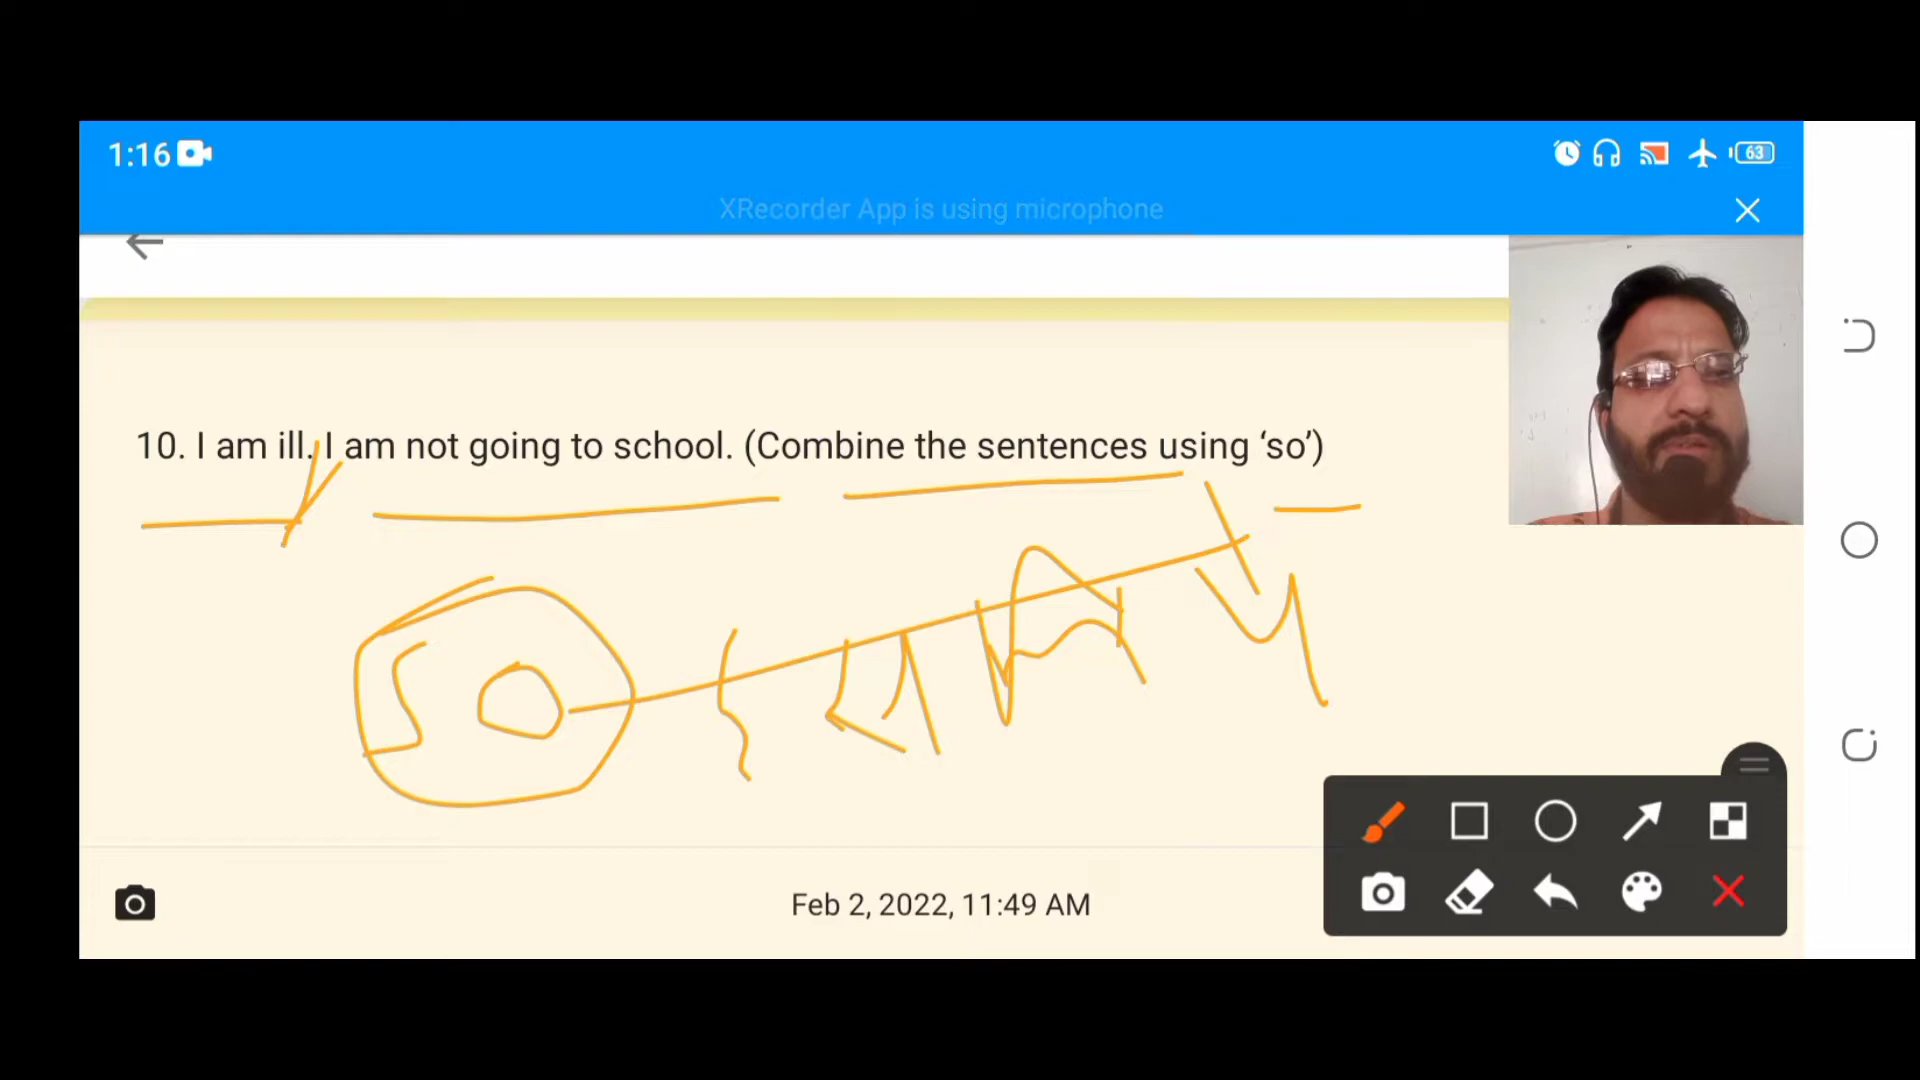 1:16
63
XRecorder App is using microphone
10. I am ill. I am not going to school. (Combine the sentences using ‘so’)
SO
Feb 2, 2022, 11:49 AM